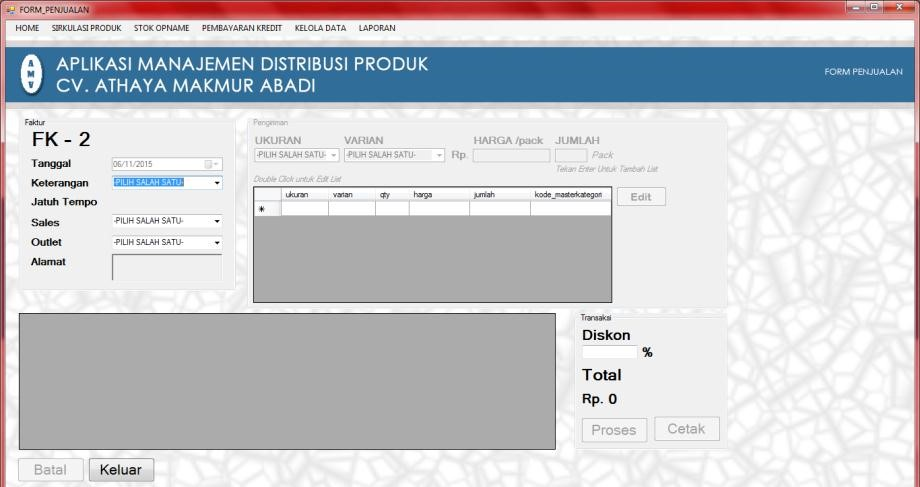 FORM_PENJUALAN
HOME SIRKULASI PRODUK STOK OPNAME PEMBAYARAN KREDIT KELOLA DATA LAPORAN
AMV
APLIKASI MANAJEMEN DISTRIBUSI PRODUK
CV. ATHAYA MAKMUR ABADI
FORM PENJUALAN
Faktur
FK - 2
Tanggal 06/11/2015
Keterangan -PILIH SALAH SATU-
Jatuh Tempo
Sales -PILIH SALAH SATU-
Outlet -PILIH SALAH SATU-
Alamat
Pengiriman
UKURAN VARIAN HARGA /pack JUMLAH
-PILIH SALAH SATU- -PILIH SALAH SATU- Rp. Pack
Tekan Enter Untuk Tambah List
Double Click untuk Edit List
ukuran varian qty harga jumlah kode_masterkategori
Edit
Transaksi
Diskon
%
Total
Rp. 0
Proses Cetak
Batal Keluar